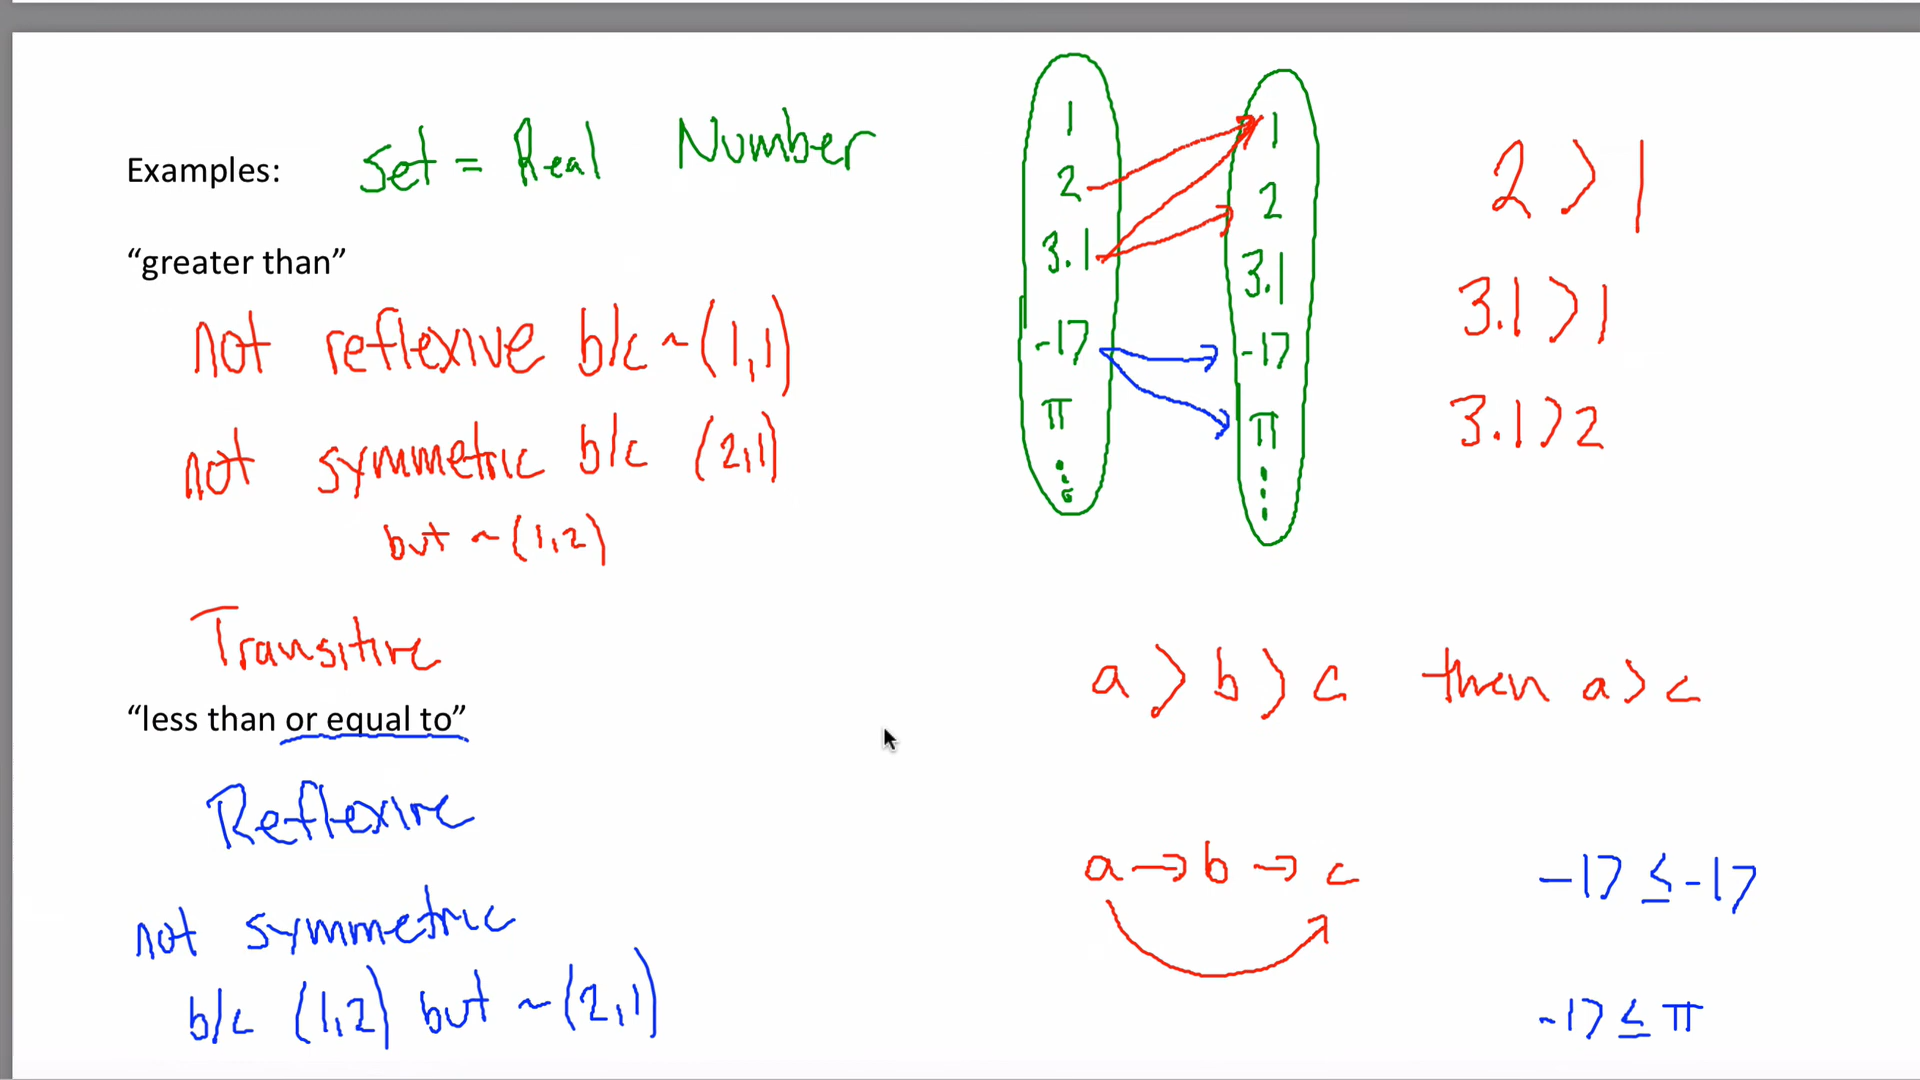 Examples: Set = Real Number
“greater than”
not reflexive b/c ~(1,1)
not symmetric b/c (2,1)
but ~(1,2)
Transitive
“less than or equal to”
Reflexive
not symmetric
b/c (1,2) but ~(2,1)
1
2
3.1
-17
π
⋮
1
2
3.1
-17
π
⋮
2 > 1
3.1 > 1
3.1 > 2
a > b > c then a > c
a → b → c
-17 ≤ -17
-17 ≤ π